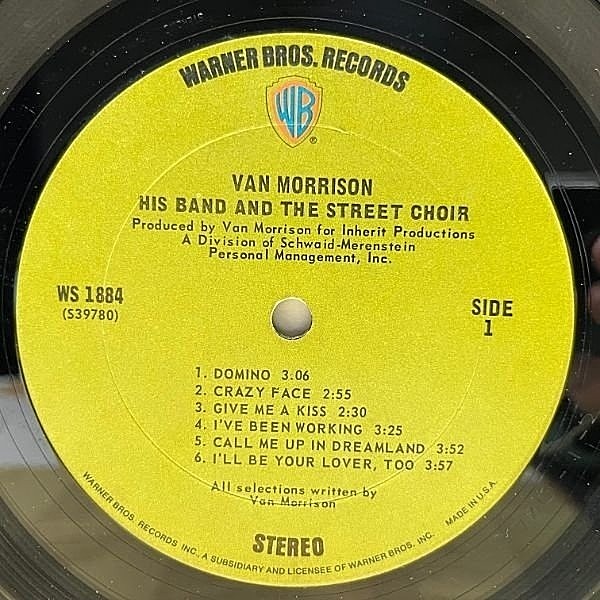 WARNER BROS. RECORDS
WB
®
VAN MORRISON
HIS BAND AND THE STREET CHOIR
Produced by Van Morrison for Inherit Productions
A Division of Schwaid-Merenstein
Personal Management, Inc.
WS 1884
(S39780)
SIDE
1
1. DOMINO 3:06
2. CRAZY FACE 2:55
3. GIVE ME A KISS 2:30
4. I'VE BEEN WORKING 3:25
5. CALL ME UP IN DREAMLAND 3:52
6. I'LL BE YOUR LOVER, TOO 3:57
All selections written by
Van Morrison
STEREO
WARNER BROS. RECORDS INC., A SUBSIDIARY AND LICENSEE OF WARNER BROS. INC. MADE IN U.S.A.